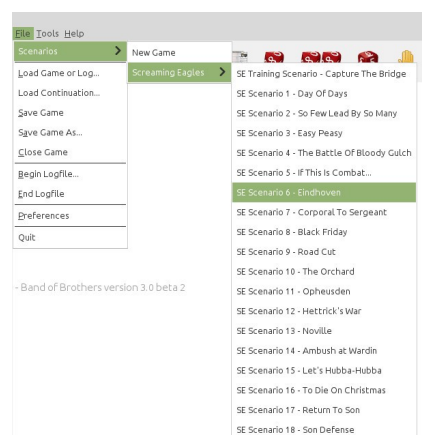 File Tools Help
Scenarios
Load Game or Log...
Load Continuation...
Save Game
Save Game As...
Close Game
Begin Logfile...
End Logfile
Preferences
Quit
New Game
Screaming Eagles
SE Training Scenario - Capture The Bridge
SE Scenario 1 - Day Of Days
SE Scenario 2 - So Few Lead By So Many
SE Scenario 3 - Easy Peasy
SE Scenario 4 - The Battle Of Bloody Gulch
SE Scenario 5 - If This Is Combat...
SE Scenario 6 - Eindhoven
SE Scenario 7 - Corporal To Sergeant
SE Scenario 8 - Black Friday
SE Scenario 9 - Road Cut
SE Scenario 10 - The Orchard
SE Scenario 11 - Opheusden
SE Scenario 12 - Hettrick's War
SE Scenario 13 - Noville
SE Scenario 14 - Ambush at Wardin
SE Scenario 15 - Let's Hubba-Hubba
SE Scenario 16 - To Die On Christmas
SE Scenario 17 - Return To Son
SE Scenario 18 - Son Defense
- Band of Brothers version 3.0 beta 2